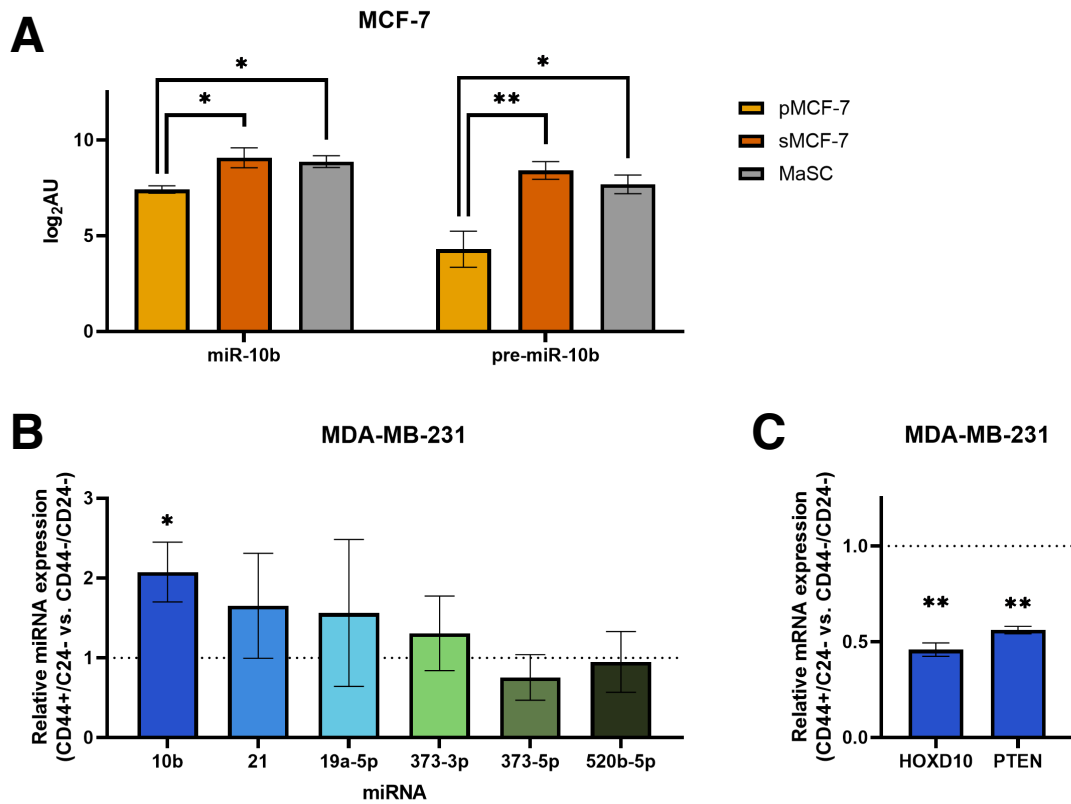 A
MCF-7
*
*
*
**
pMCF-7
sMCF-7
MaSC
log₂AU
10
5
0
miR-10b
pre-miR-10b
B
MDA-MB-231
Relative miRNA expression
(CD44+/C24- vs. CD44-/CD24-)
3
2
1
0
*
10b
21
19a-5p
373-3p
373-5p
520b-5p
miRNA
C
MDA-MB-231
Relative mRNA expression
(CD44+/C24- vs. CD44-/CD24-)
1.0
0.5
0.0
**
**
HOXD10
PTEN